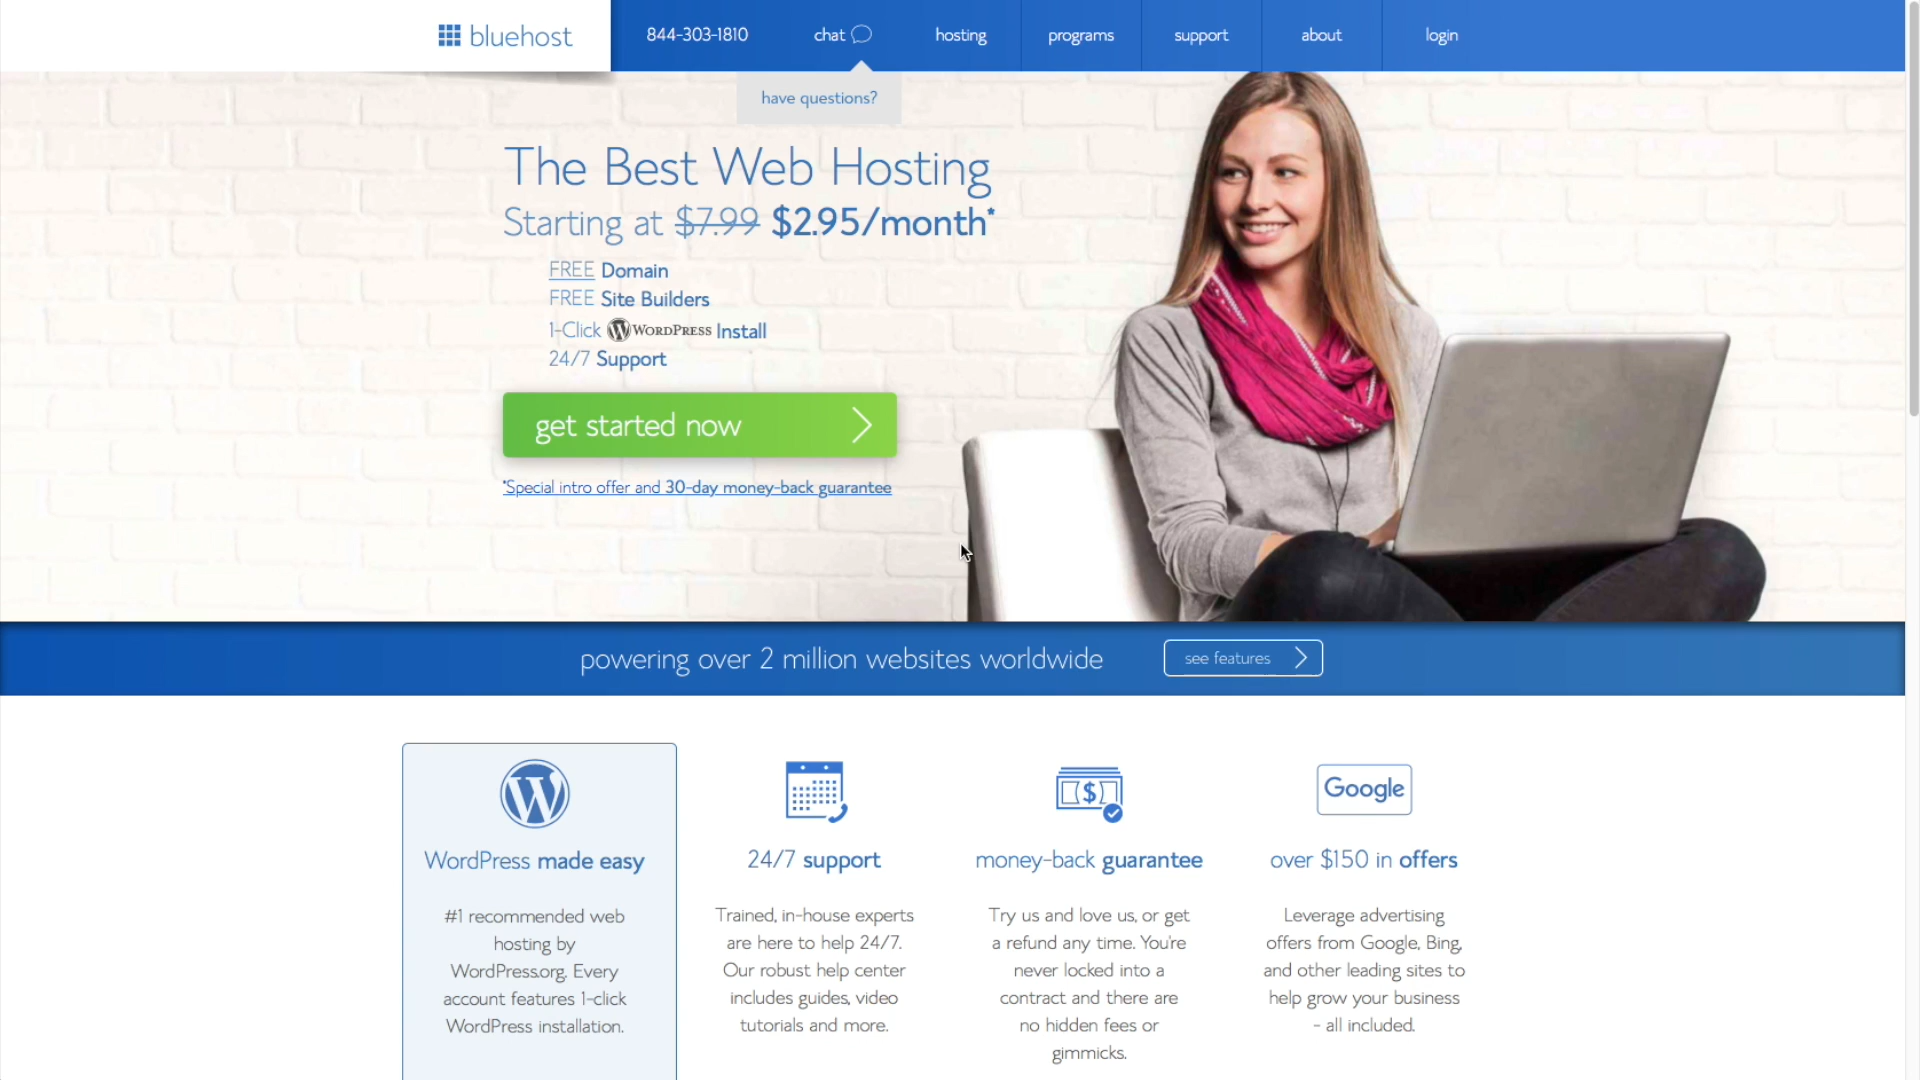 bluehost
844-303-1810
chat
hosting
programs
support
about
login
have questions?
The Best Web Hosting
Starting at $7.99 $2.95/month*
FREE Domain
FREE Site Builders
1-Click WORDPRESS Install
24/7 Support
get started now
*Special intro offer and 30-day money-back guarantee
powering over 2 million websites worldwide
see features
WordPress made easy
#1 recommended web
hosting by
WordPress.org. Every
account features 1-click
WordPress installation.
24/7 support
Trained, in-house experts
are here to help 24/7.
Our robust help center
includes guides, video
tutorials and more.
money-back guarantee
Try us and love us, or get
a refund any time. You're
never locked into a
contract and there are
no hidden fees or
gimmicks.
Google
over $150 in offers
Leverage advertising
offers from Google, Bing,
and other leading sites to
help grow your business
- all included.